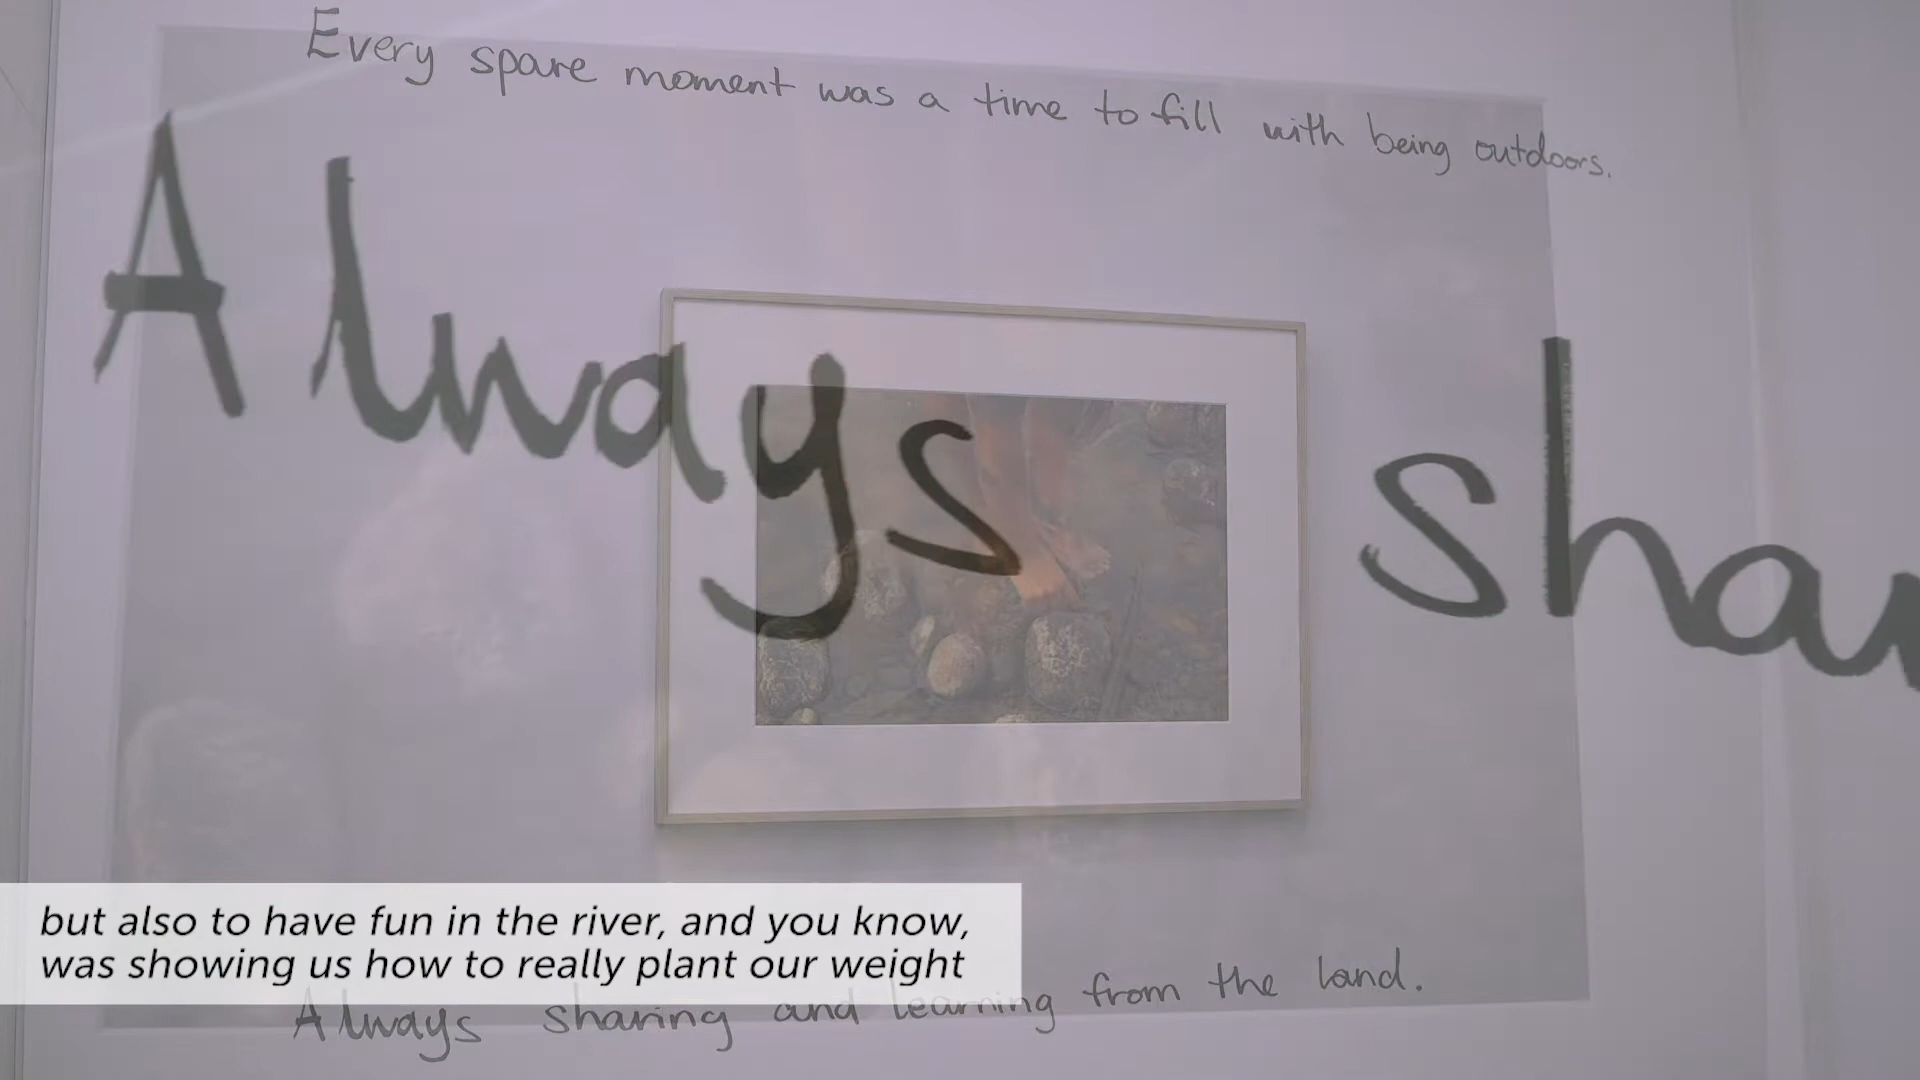 Every spare moment was a time to fill with being outdoors.
Always
but also to have fun in the river, and you know,
was showing us how to really plant our weight
Always sharing and learning from the land.